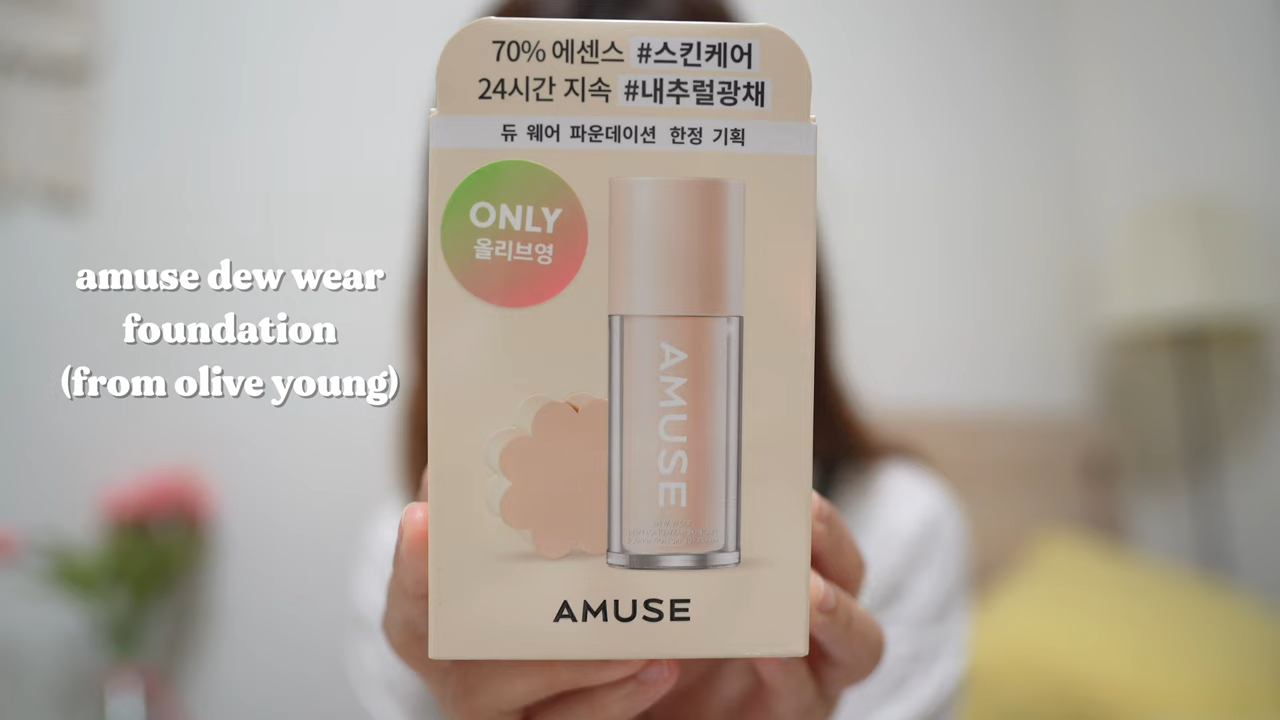 70% 에센스 #스킨케어
24시간 지속 #내추럴광채
듀 웨어 파운데이션 한정 기획
ONLY
올리브영
amuse dew wear
foundation
(from olive young)
AMUSE
AMUSE